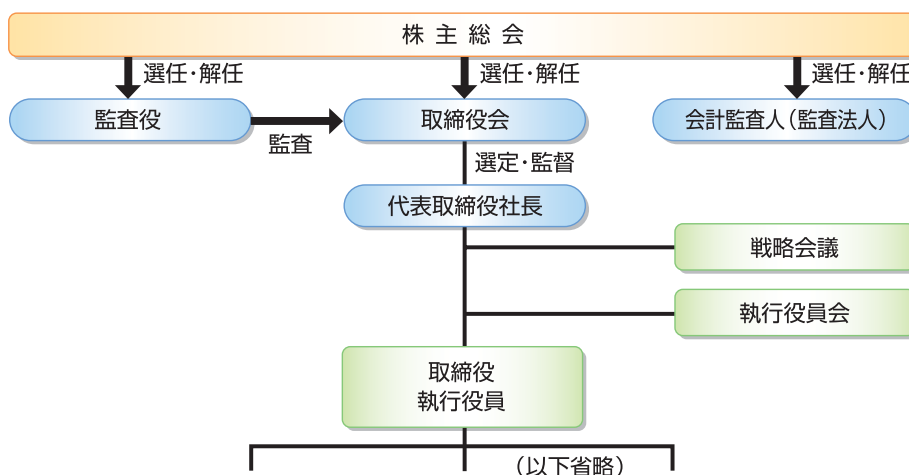 株主総会
選任・解任
選任・解任
選任・解任
監査役
取締役会
会計監査人（監査法人）
監査
選定・監督
代表取締役社長
戦略会議
執行役員会
取締役
執行役員
（以下省略）